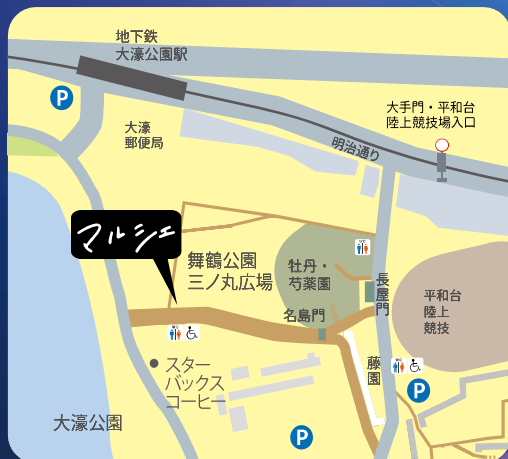 地下鉄
大濠公園駅
P
大手門・平和台
陸上競技場入口
大濠
郵便局
明治通り
マルシェ
舞鶴公園
三ノ丸広場
牡丹・
芍薬園
長屋門
名島門
平和台
陸上
競技
スター
バックス
コーヒー
藤園
P
大濠公園
P